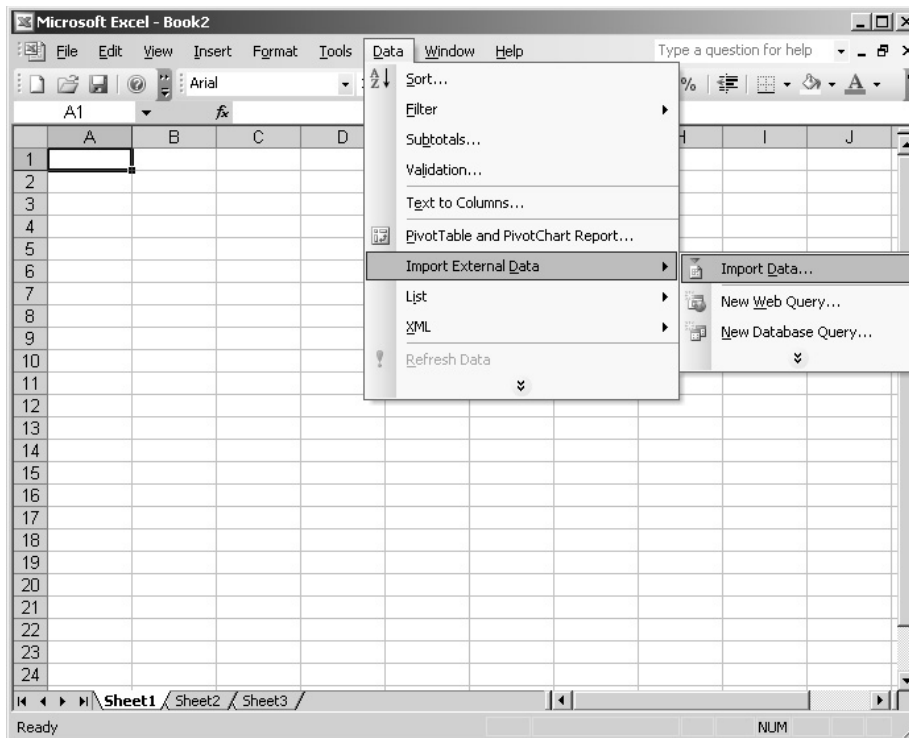 Microsoft Excel - Book2
File Edit View Insert Format Tools Data Window Help Type a question for help
Arial %
A1 fx
A B C D H I J
Sort...
Filter
Subtotals...
Validation...
Text to Columns...
PivotTable and PivotChart Report...
Import External Data
List
XML
Refresh Data
Import Data...
New Web Query...
New Database Query...
1
2
3
4
5
6
7
8
9
10
11
12
13
14
15
16
17
18
19
20
21
22
23
24
Sheet1 Sheet2 Sheet3
Ready NUM